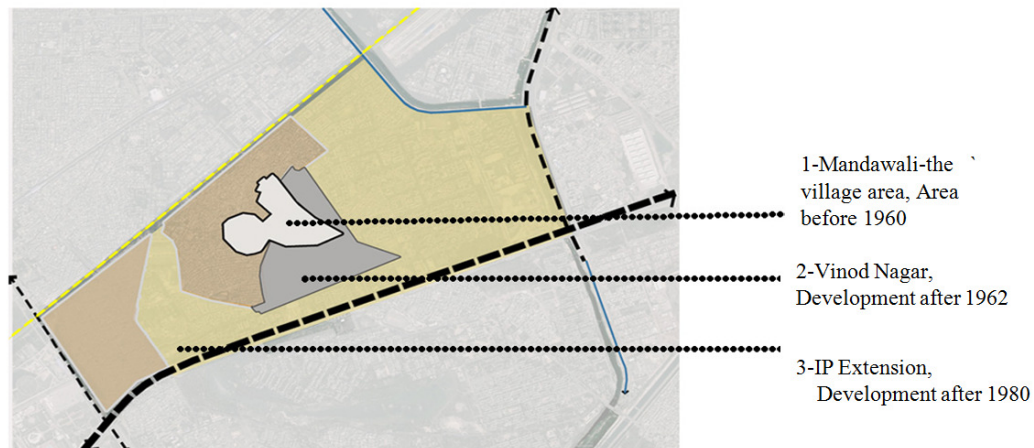 1-Mandawali-the `
village area, Area
before 1960
2-Vinod Nagar,
Development after 1962
3-IP Extension,
Development after 1980